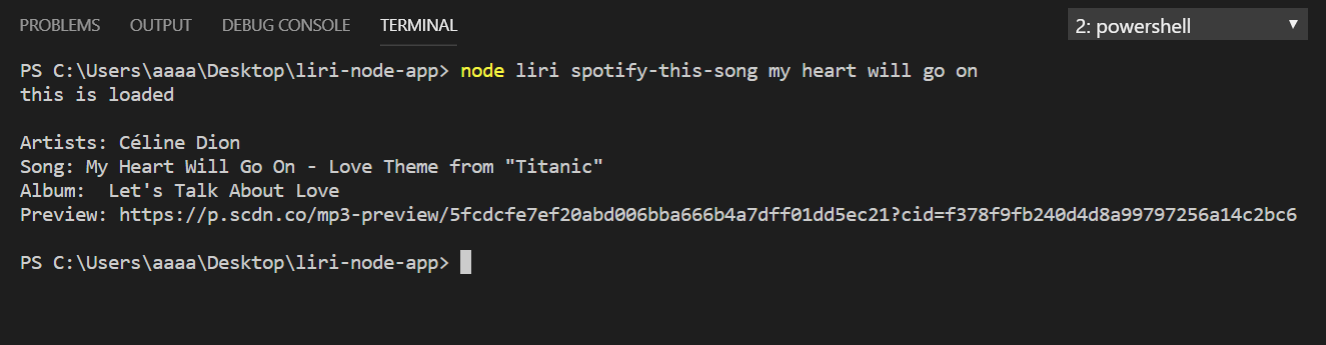 PROBLEMS OUTPUT DEBUG CONSOLE TERMINAL 2: powershell
PS C:\Users\aaaa\Desktop\liri-node-app> node liri spotify-this-song my heart will go on
this is loaded
Artists: Céline Dion
Song: My Heart Will Go On - Love Theme from "Titanic"
Album:  Let's Talk About Love
Preview: https://p.scdn.co/mp3-preview/5fcdcfe7ef20abd006bba666b4a7dff01dd5ec21?cid=f378f9fb240d4d8a99797256a14c2bc6
PS C:\Users\aaaa\Desktop\liri-node-app>